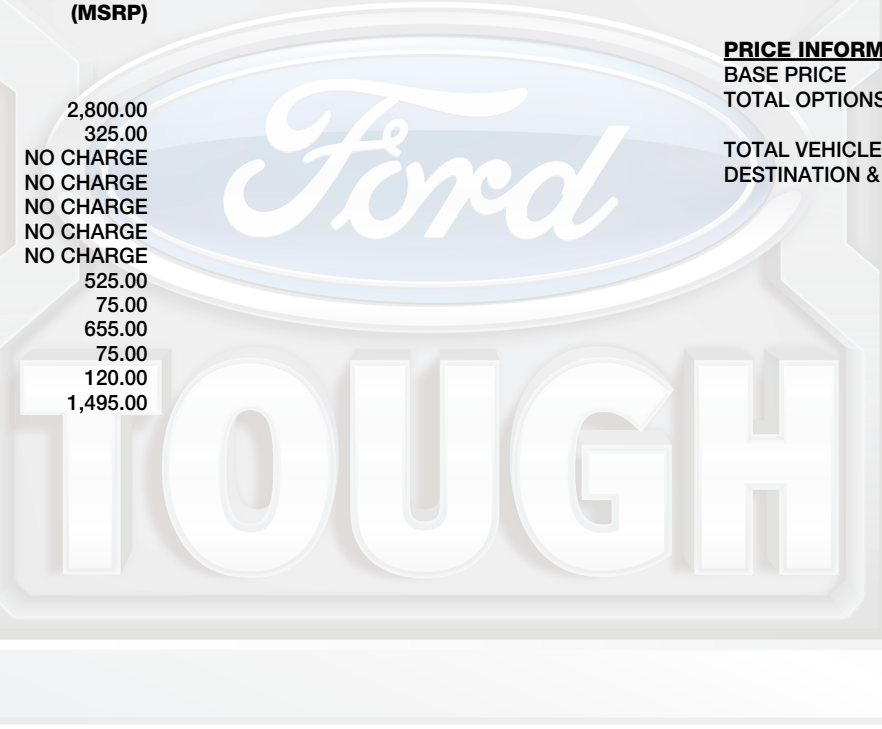 (MSRP)
2,800.00
325.00
NO CHARGE
NO CHARGE
NO CHARGE
NO CHARGE
NO CHARGE
525.00
75.00
655.00
75.00
120.00
1,495.00
PRICE INFORM
BASE PRICE
TOTAL OPTIONS
TOTAL VEHICLE
DESTINATION &
Ford
TOUGH